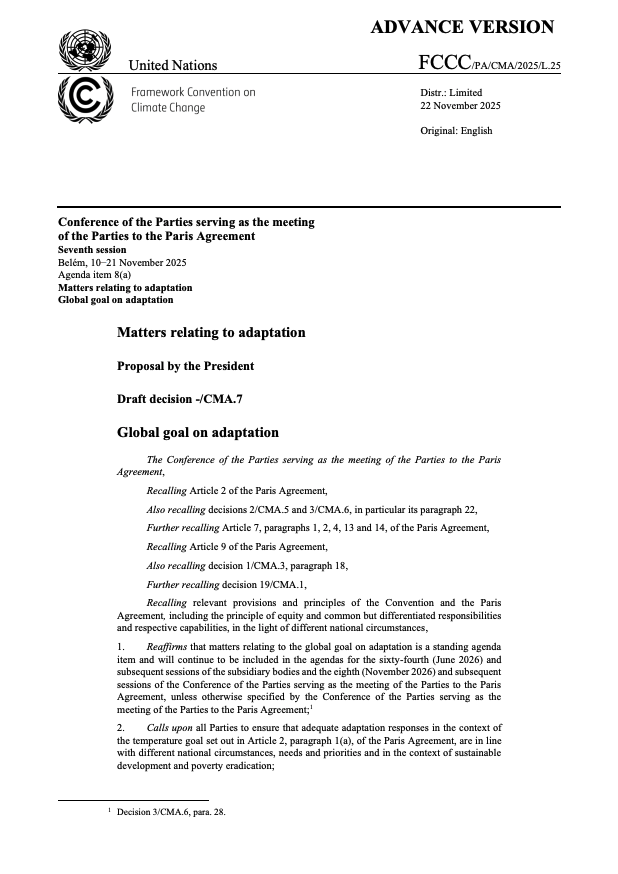 ADVANCE VERSION
United Nations
FCCC/PA/CMA/2025/L.25
Framework Convention on
Climate Change
Distr.: Limited
22 November 2025
Original: English
Conference of the Parties serving as the meeting
of the Parties to the Paris Agreement
Seventh session
Belém, 10–21 November 2025
Agenda item 8(a)
Matters relating to adaptation
Global goal on adaptation
Matters relating to adaptation
Proposal by the President
Draft decision -/CMA.7
Global goal on adaptation
The Conference of the Parties serving as the meeting of the Parties to the Paris
Agreement,
Recalling Article 2 of the Paris Agreement,
Also recalling decisions 2/CMA.5 and 3/CMA.6, in particular its paragraph 22,
Further recalling Article 7, paragraphs 1, 2, 4, 13 and 14, of the Paris Agreement,
Recalling Article 9 of the Paris Agreement,
Also recalling decision 1/CMA.3, paragraph 18,
Further recalling decision 19/CMA.1,
Recalling relevant provisions and principles of the Convention and the Paris
Agreement, including the principle of equity and common but differentiated responsibilities
and respective capabilities, in the light of different national circumstances,
1. Reaffirms that matters relating to the global goal on adaptation is a standing agenda
item and will continue to be included in the agendas for the sixty-fourth (June 2026) and
subsequent sessions of the subsidiary bodies and the eighth (November 2026) and subsequent
sessions of the Conference of the Parties serving as the meeting of the Parties to the Paris
Agreement, unless otherwise specified by the Conference of the Parties serving as the
meeting of the Parties to the Paris Agreement;1
2. Calls upon all Parties to ensure that adequate adaptation responses in the context of
the temperature goal set out in Article 2, paragraph 1(a), of the Paris Agreement, are in line
with different national circumstances, needs and priorities and in the context of sustainable
development and poverty eradication;
1 Decision 3/CMA.6, para. 28.